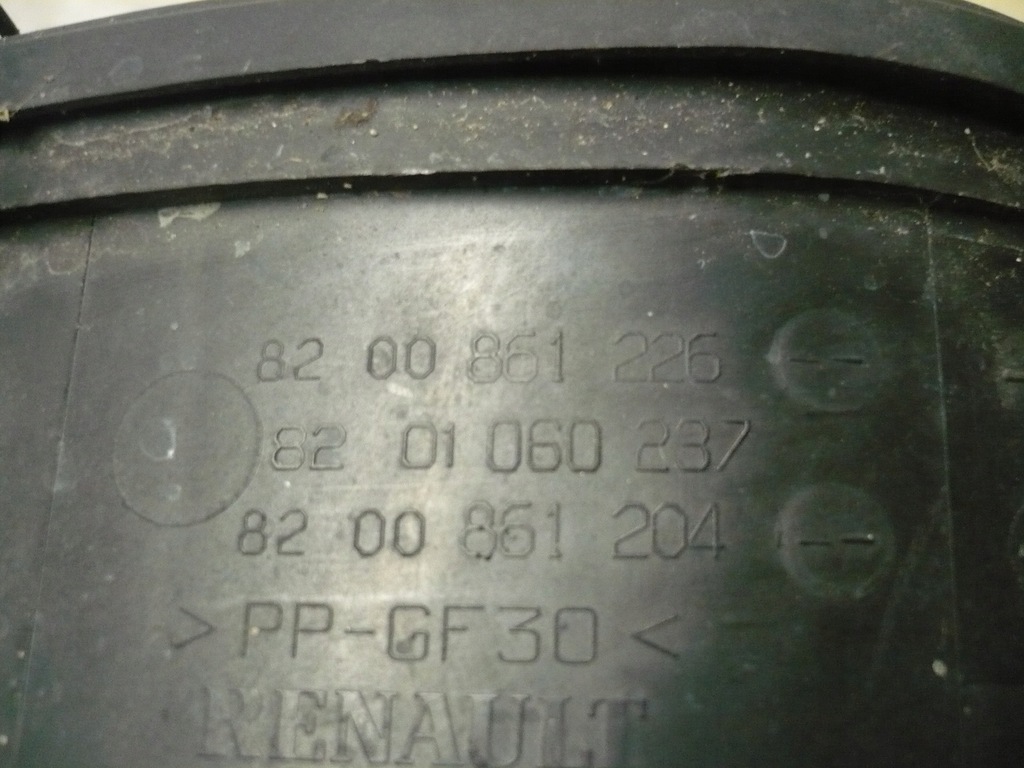 82 00 861 226 --
82 01 060 237
82 00 861 204 --
>PP-GF30<
RENAULT